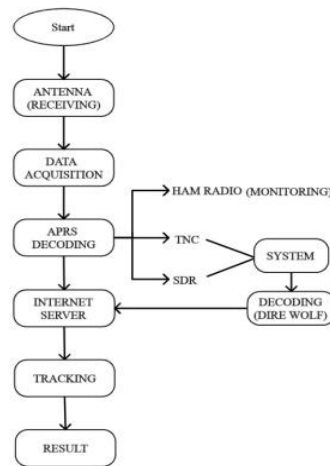 Start
ANTENNA
(RECEIVING)
DATA
ACQUISITION
APRS
DECODING
HAM RADIO (MONITORING)
TNC
SDR
SYSTEM
DECODING
(DIRE WOLF)
INTERNET
SERVER
TRACKING
RESULT